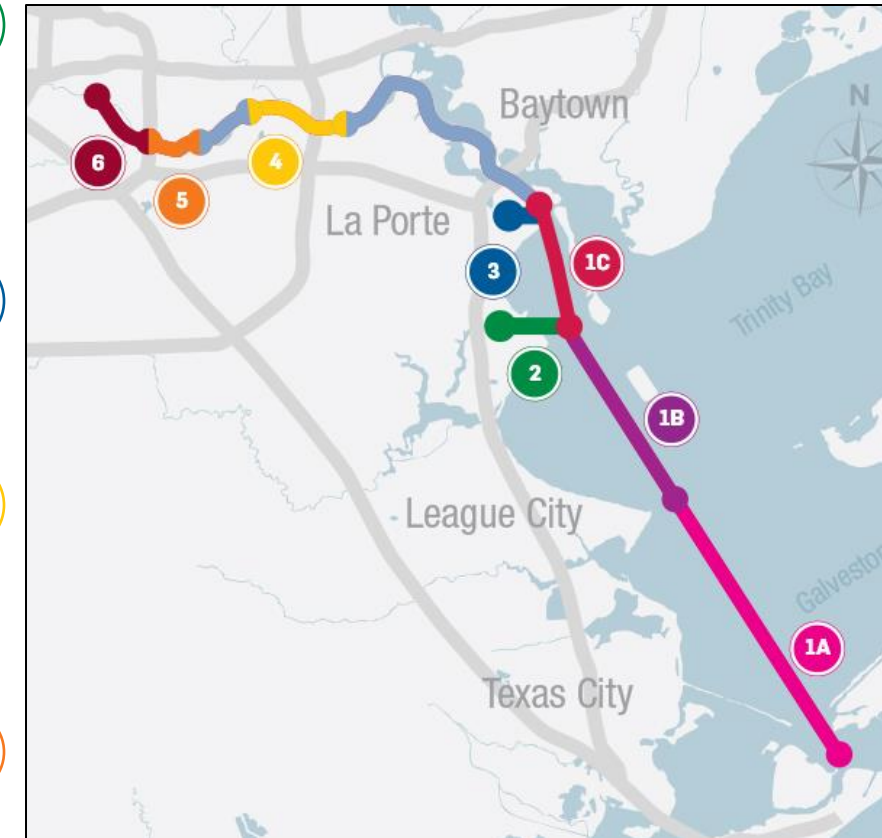 N
Baytown
6
4
5
La Porte
3
1C
Trinity Bay
2
1B
League City
Galveston
1A
Texas City